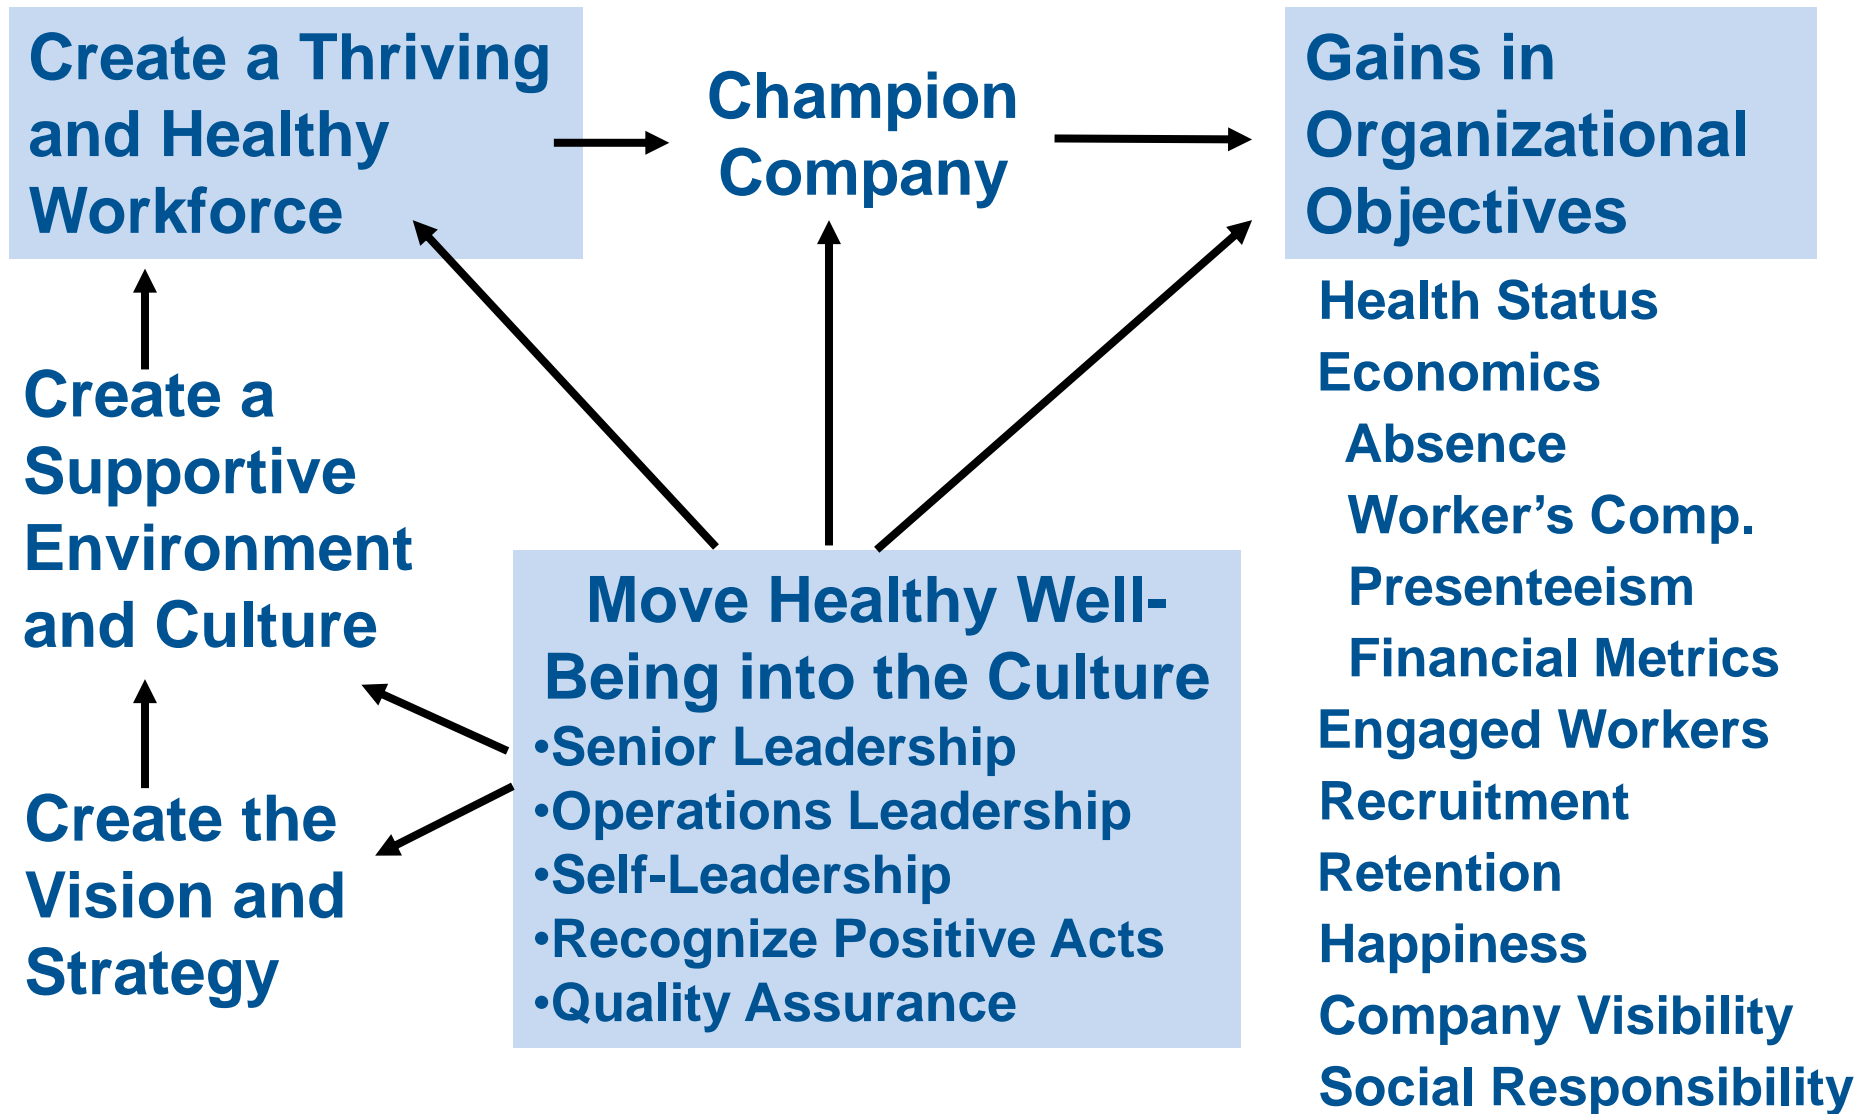 Create a Thriving
and Healthy
Workforce
Champion
Company
Gains in
Organizational
Objectives
Health Status
Economics
Absence
Worker’s Comp.
Presenteeism
Financial Metrics
Engaged Workers
Recruitment
Retention
Happiness
Company Visibility
Social Responsibility
Create a
Supportive
Environment
and Culture
Create the
Vision and
Strategy
Move Healthy Well-
Being into the Culture
•Senior Leadership
•Operations Leadership
•Self-Leadership
•Recognize Positive Acts
•Quality Assurance